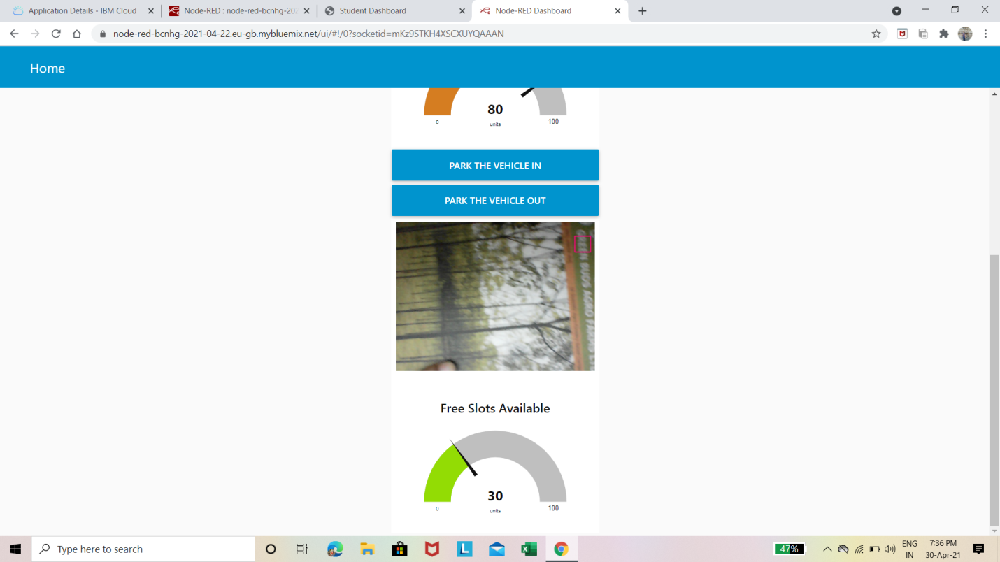 Application Details - IBM Cloud
Node-RED : node-red-bcnhg-202
Student Dashboard
Node-RED Dashboard
node-red-bcnhg-2021-04-22.eu-gb.mybluemix.net/ui/#!/0?socketid=mKz9STKH4XSCXUYQAAAN
Home
80
units
0
100
PARK THE VEHICLE IN
PARK THE VEHICLE OUT
Free Slots Available
30
units
0
100
Type here to search
47%
ENG
IN
7:36 PM
30-Apr-21